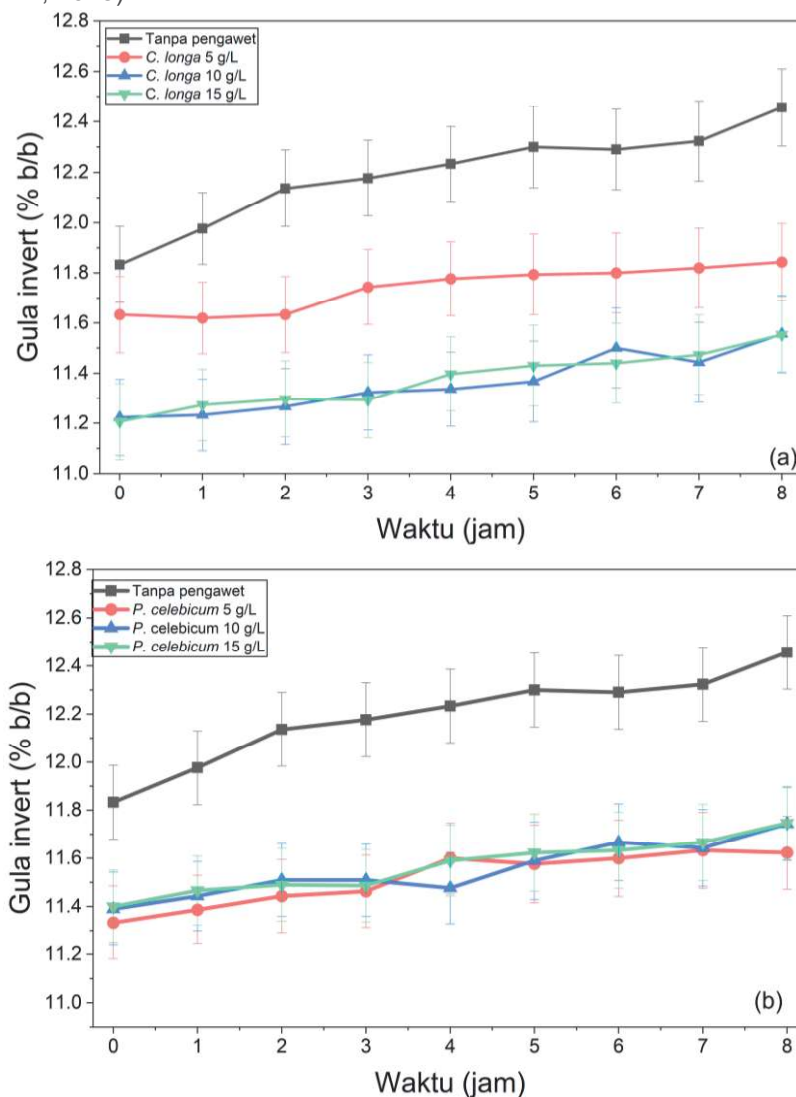 Tanpa pengawet
C. longa 5 g/L
C. longa 10 g/L
C. longa 15 g/L
12.8
12.6
12.4
12.2
12.0
11.8
11.6
11.4
11.2
11.0
Gula invert (% b/b)
0 1 2 3 4 5 6 7 8
Waktu (jam)
(a)
Tanpa pengawet
P. celebicum 5 g/L
P. celebicum 10 g/L
P. celebicum 15 g/L
12.8
12.6
12.4
12.2
12.0
11.8
11.6
11.4
11.2
11.0
Gula invert (% b/b)
0 1 2 3 4 5 6 7 8
Waktu (jam)
(b)